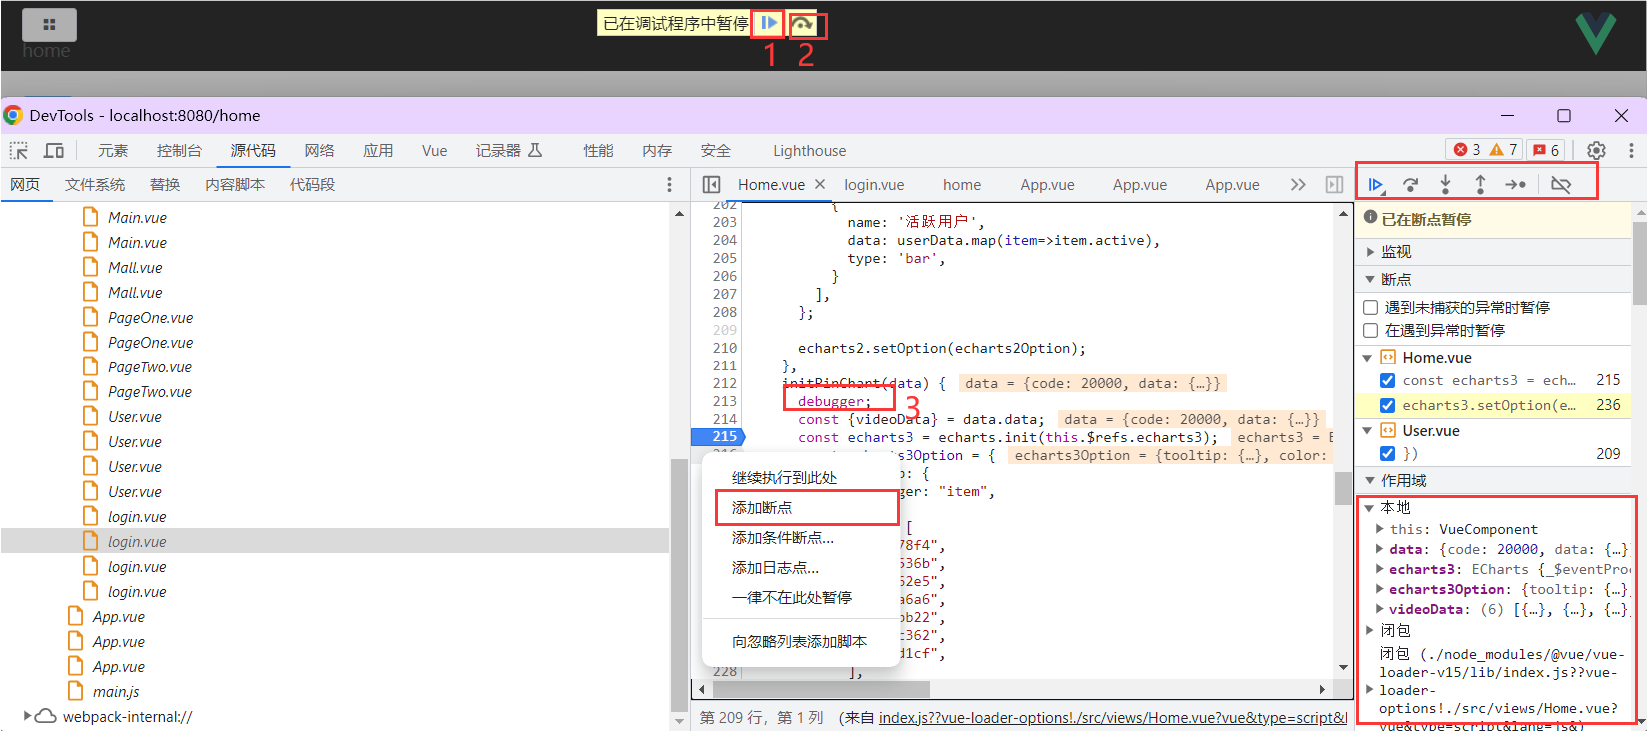 已在调试程序中暂停
1 2
home
DevTools - localhost:8080/home
元素 控制台 源代码 网络 应用 Vue 记录器 性能 内存 安全 Lighthouse 3 7 6
网页 文件系统 替换 内容脚本 代码段
Main.vue
Main.vue
Mall.vue
Mall.vue
PageOne.vue
PageOne.vue
PageTwo.vue
PageTwo.vue
User.vue
User.vue
User.vue
User.vue
login.vue
login.vue
login.vue
login.vue
App.vue
App.vue
App.vue
main.js
webpack-internal://
Home.vue login.vue home App.vue App.vue App.vue
202 {
203 name: '活跃用户',
204 data: userData.map(item=>item.active),
205 type: 'bar',
206 }
207 ],
208 };
209
210 echarts2.setOption(echarts2Option);
211 },
212 initPinChart(data) { data = {code: 20000, data: {…}}
213 debugger;
3
214 const {videoData} = data.data; data = {code: 20000, data: {…}}
215 const echarts3 = echarts.init(this.$refs.echarts3); echarts3 = E
ts3Option = { echarts3Option = {tooltip: {…}, color:
: {
ger: "item",
[
78f4",
536b",
62e5",
a6a6",
bb22",
c362",
d1cf",
228 ],
继续执行到此处
添加断点
添加条件断点...
添加日志点...
一律不在此处暂停
向忽略列表添加脚本
第 209 行，第 1 列 (来自 index.js??vue-loader-options!./src/views/Home.vue?vue&type=script&l
已在断点暂停
监视
断点
遇到未捕获的异常时暂停
在遇到异常时暂停
Home.vue
const echarts3 = ech… 215
echarts3.setOption(e… 236
User.vue
}) 209
作用域
本地
this: VueComponent
data: {code: 20000, data: {…}
echarts3: ECharts {_$eventPro
echarts3Option: {tooltip: {…}
videoData: (6) [{…}, {…}, {…}
闭包
闭包 (./node_modules/@vue/vue-
loader-v15/lib/index.js??vue-
loader-
options!./src/views/Home.vue?
vue&type=script&lang=js&)